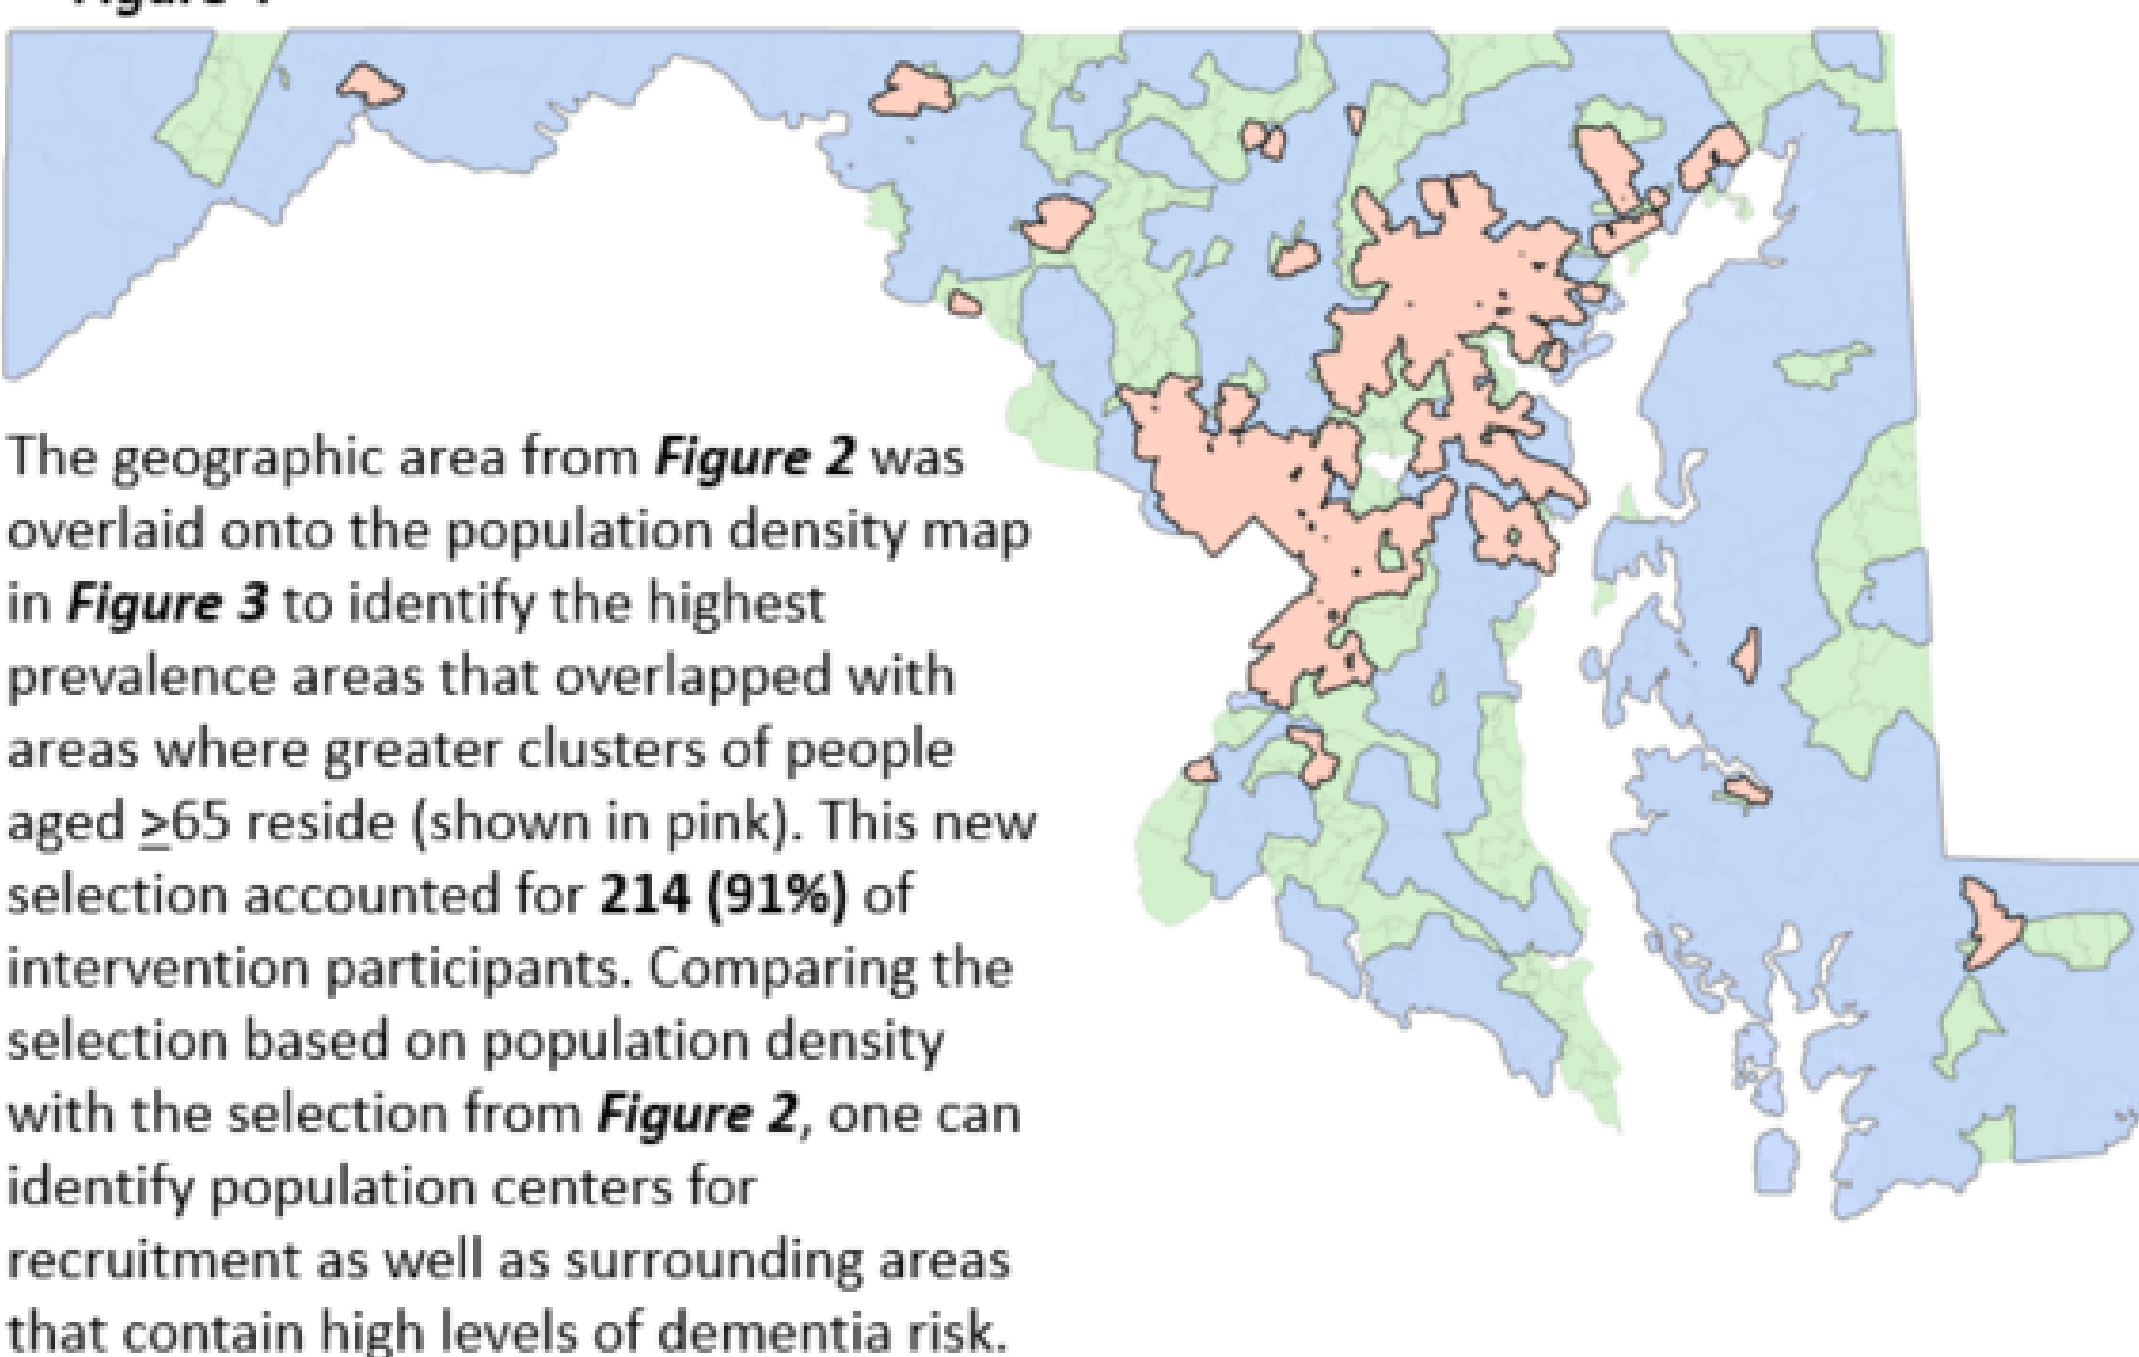 The geographic area from Figure 2 was
overlaid onto the population density map
in Figure 3 to identify the highest
prevalence areas that overlapped with
areas where greater clusters of people
aged ≥65 reside (shown in pink). This new
selection accounted for 214 (91%) of
intervention participants. Comparing the
selection based on population density
with the selection from Figure 2, one can
identify population centers for
recruitment as well as surrounding areas
that contain high levels of dementia risk.